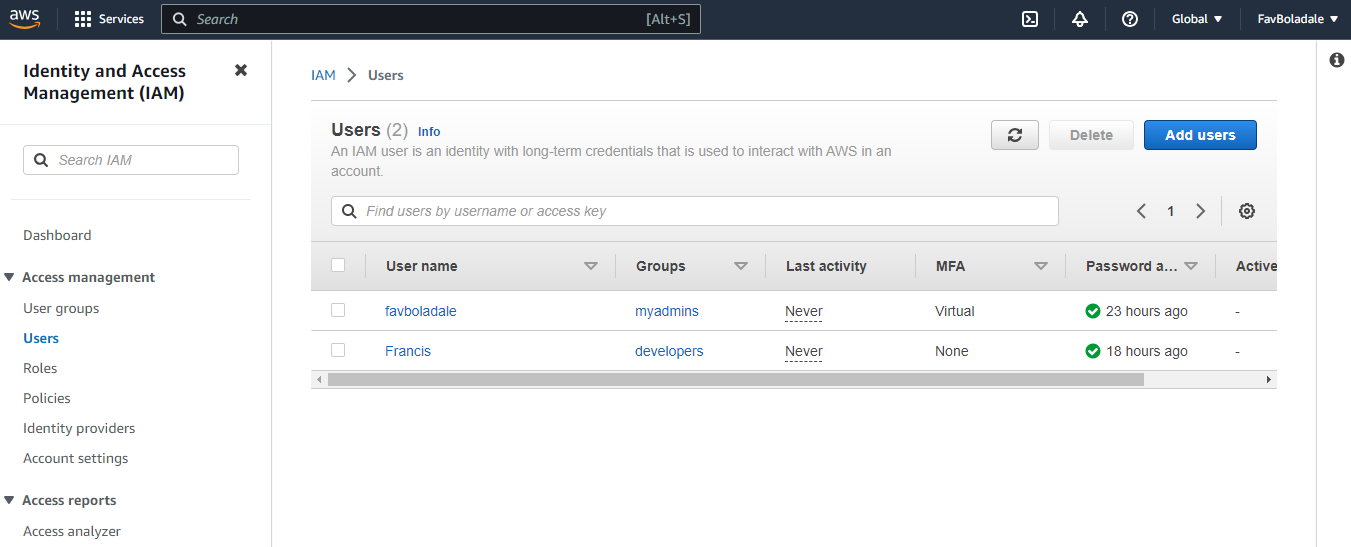 aws Services Search [Alt+S] Global FavBoladale
Identity and Access
Management (IAM)
Search IAM
Dashboard
Access management
User groups
Users
Roles
Policies
Identity providers
Account settings
Access reports
Access analyzer
IAM Users
Users (2) Info
An IAM user is an identity with long-term credentials that is used to interact with AWS in an
account.
Delete Add users
Find users by username or access key
1
User name Groups Last activity MFA Password a... Active
favboladale myadmins Never Virtual 23 hours ago -
Francis developers Never None 18 hours ago -